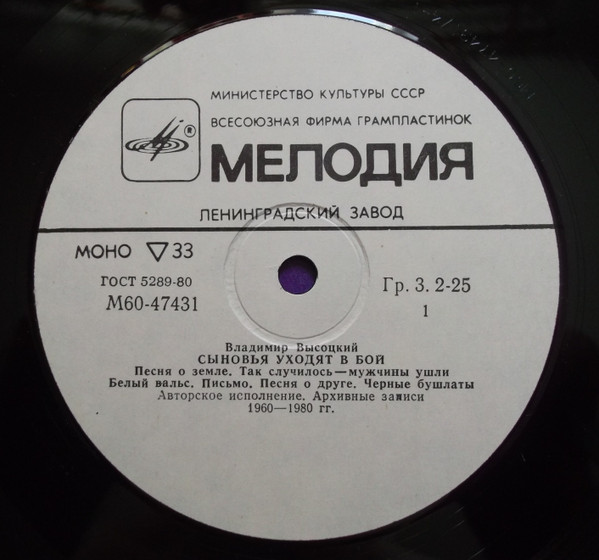 МИНИСТЕРСТВО КУЛЬТУРЫ СССР
ВСЕСОЮЗНАЯ ФИРМА ГРАМПЛАСТИНОК
®
МЕЛОДИЯ
ЛЕНИНГРАДСКИЙ ЗАВОД
МОНО ▽ 33
ГОСТ 5289-80
М60-47431
Гр. 3. 2-25
1
Владимир Высоцкий
СЫНОВЬЯ УХОДЯТ В БОЙ
Песня о земле. Так случилось—мужчины ушли
Белый вальс. Письмо. Песня о друге. Черные бушлаты
Авторское исполнение. Архивные записи
1960—1980 гг.